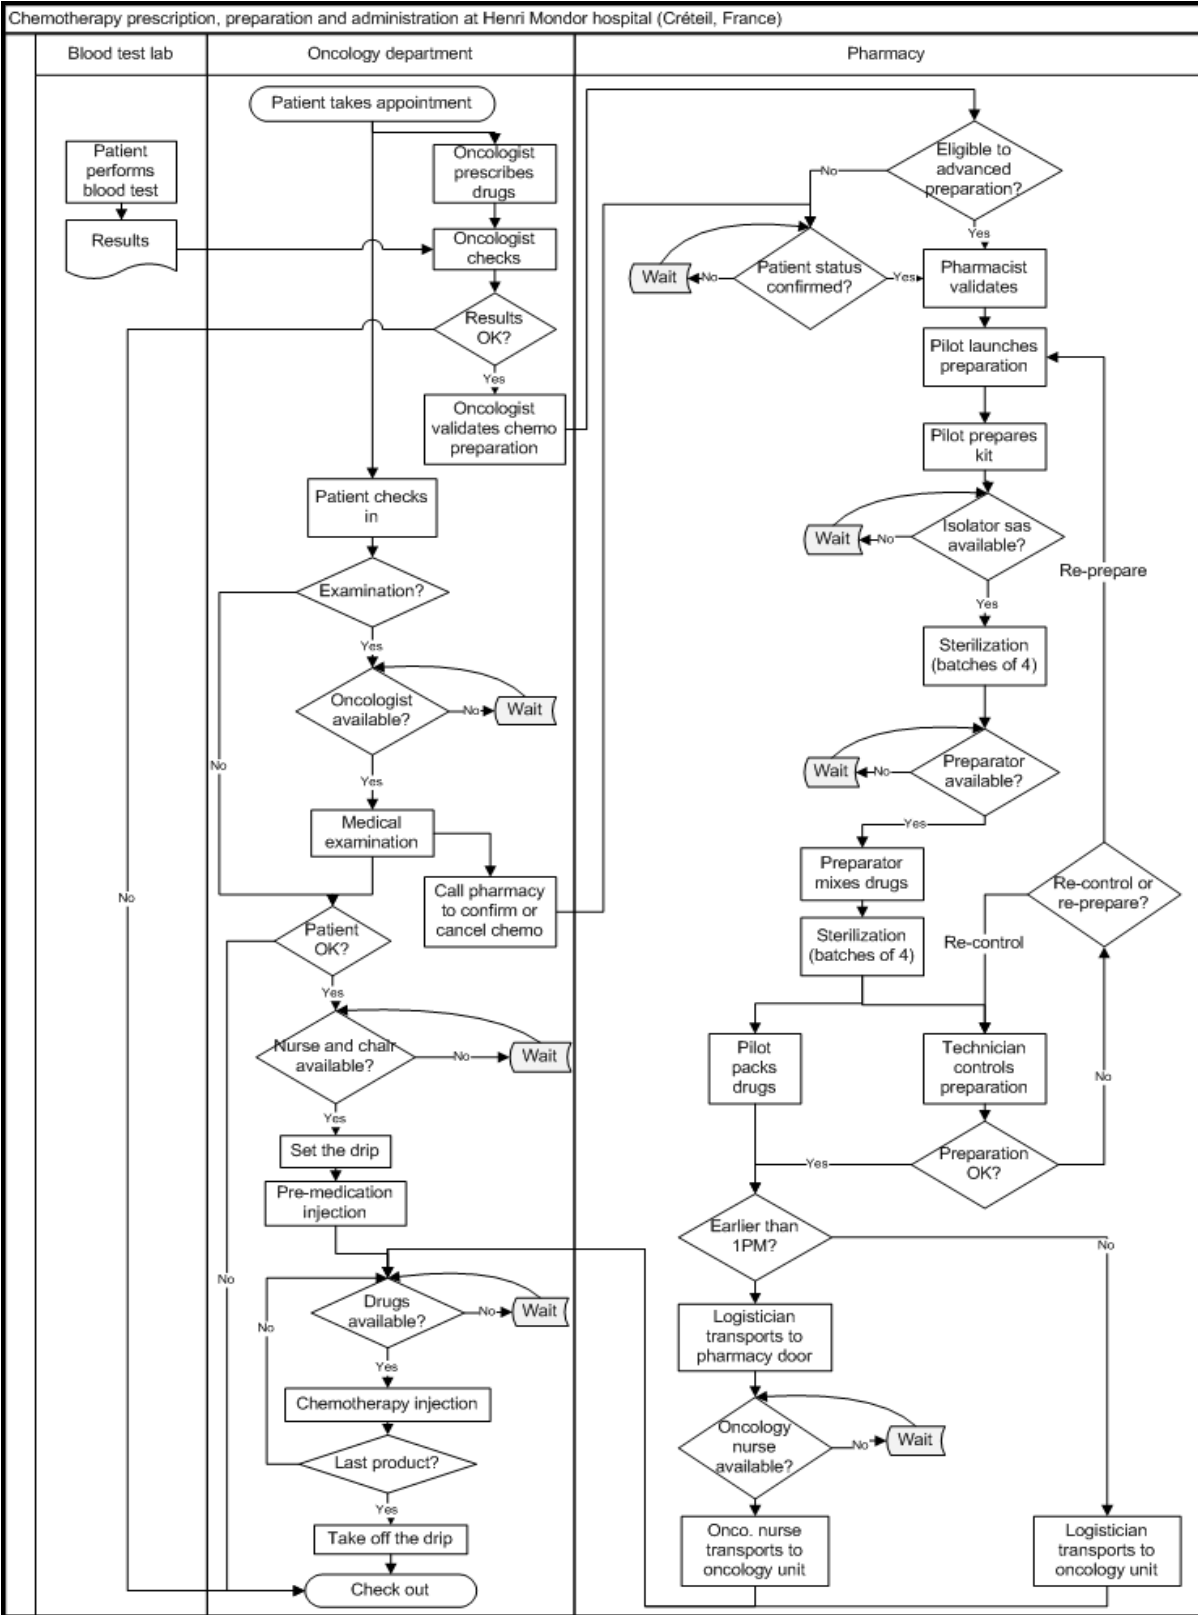 Chemotherapy prescription, preparation and administration at Henri Mondor hospital (Créteil, France)
Blood test lab
Oncology department
Pharmacy
Patient
performs
blood test
Results
No
Patient takes appointment
Oncologist
prescribes
drugs
Oncologist
checks
Results
OK?
Yes
Oncologist
validates chemo
preparation
Patient checks
in
Examination?
Yes
No
Oncologist
available?
No
Wait
Yes
Medical
examination
Call pharmacy
to confirm or
cancel chemo
Patient
OK?
Yes
No
Nurse and chair
available?
No
Wait
Yes
Set the drip
Pre-medication
injection
Drugs
available?
No
Wait
Yes
Chemotherapy injection
Last product?
No
Yes
Take off the drip
Check out
Eligible to
advanced
preparation?
No
Yes
Patient status
confirmed?
No
Wait
Yes
Pharmacist
validates
Pilot launches
preparation
Pilot prepares
kit
Isolator sas
available?
No
Wait
Yes
Sterilization
(batches of 4)
Preparator
available?
No
Wait
Yes
Preparator
mixes drugs
Sterilization
(batches of 4)
Pilot
packs
drugs
Technician
controls
preparation
Preparation
OK?
Yes
No
Re-control or
re-prepare?
Re-control
Re-prepare
Earlier than
1PM?
No
Logistician
transports to
pharmacy door
Oncology
nurse
available?
No
Wait
Onco. nurse
transports to
oncology unit
Logistician
transports to
oncology unit